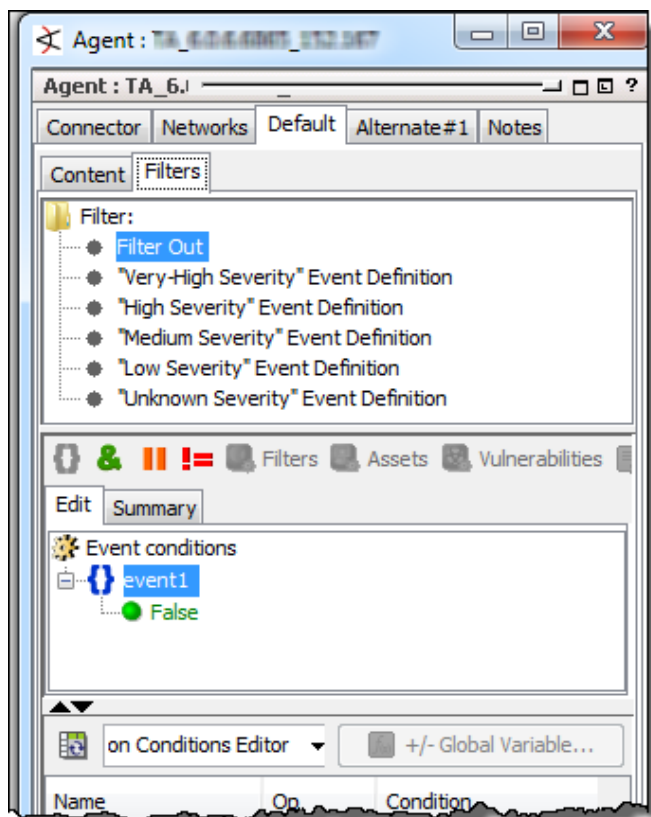 Agent :
Agent : TA_6.
?
Connector Networks Default Alternate#1 Notes
Content Filters
Filter:
Filter Out
"Very-High Severity" Event Definition
"High Severity" Event Definition
"Medium Severity" Event Definition
"Low Severity" Event Definition
"Unknown Severity" Event Definition
{} & || != Filters Assets Vulnerabilities
Edit Summary
Event conditions
{} event1
False
on Conditions Editor +/- Global Variable...
Name Op. Condition